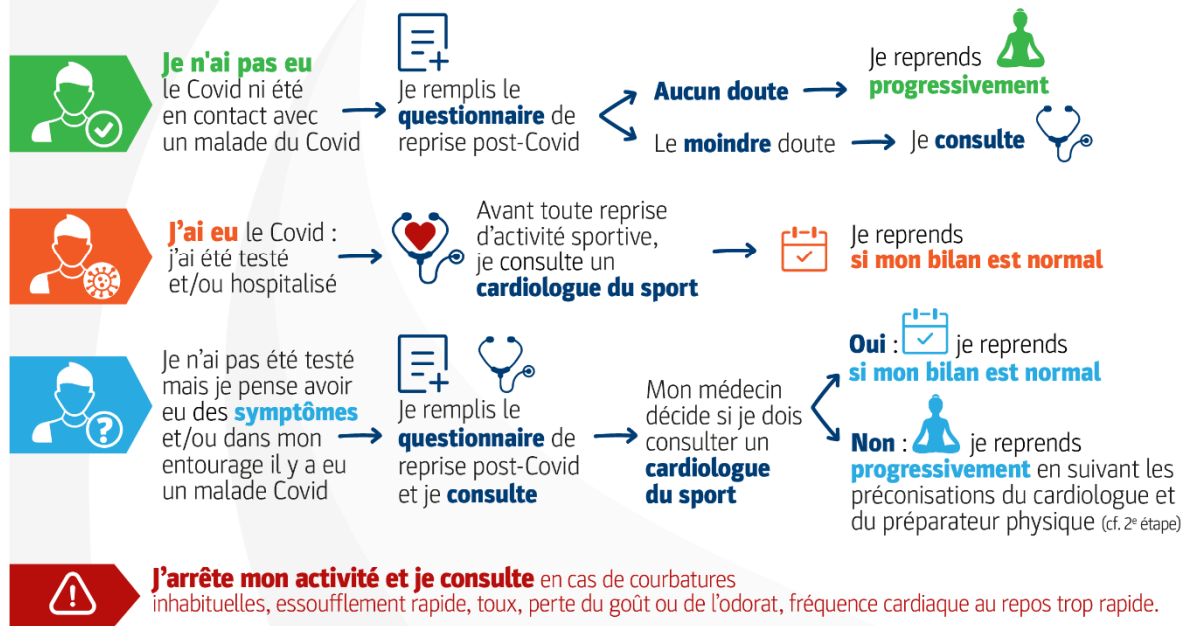 Je n'ai pas eu
le Covid ni été
en contact avec
un malade du Covid
Je remplis le
questionnaire de
reprise post-Covid
Aucun doute
Je reprends
progressivement
Le moindre doute
Je consulte
J'ai eu le Covid :
j'ai été testé
et/ou hospitalisé
Avant toute reprise
d'activité sportive,
je consulte un
cardiologue du sport
Je reprends
si mon bilan est normal
Je n'ai pas été testé
mais je pense avoir
eu des symptômes
et/ou dans mon
entourage il y a eu
un malade Covid
Je remplis le
questionnaire de
reprise post-Covid
et je consulte
Mon médecin
décide si je dois
consulter un
cardiologue
du sport
Oui : je reprends
si mon bilan est normal
Non : je reprends
progressivement en suivant les
préconisations du cardiologue et
du préparateur physique (cf. 2e étape)
J'arrête mon activité et je consulte en cas de courbatures
inhabituelles, essoufflement rapide, toux, perte du goût ou de l'odorat, fréquence cardiaque au repos trop rapide.